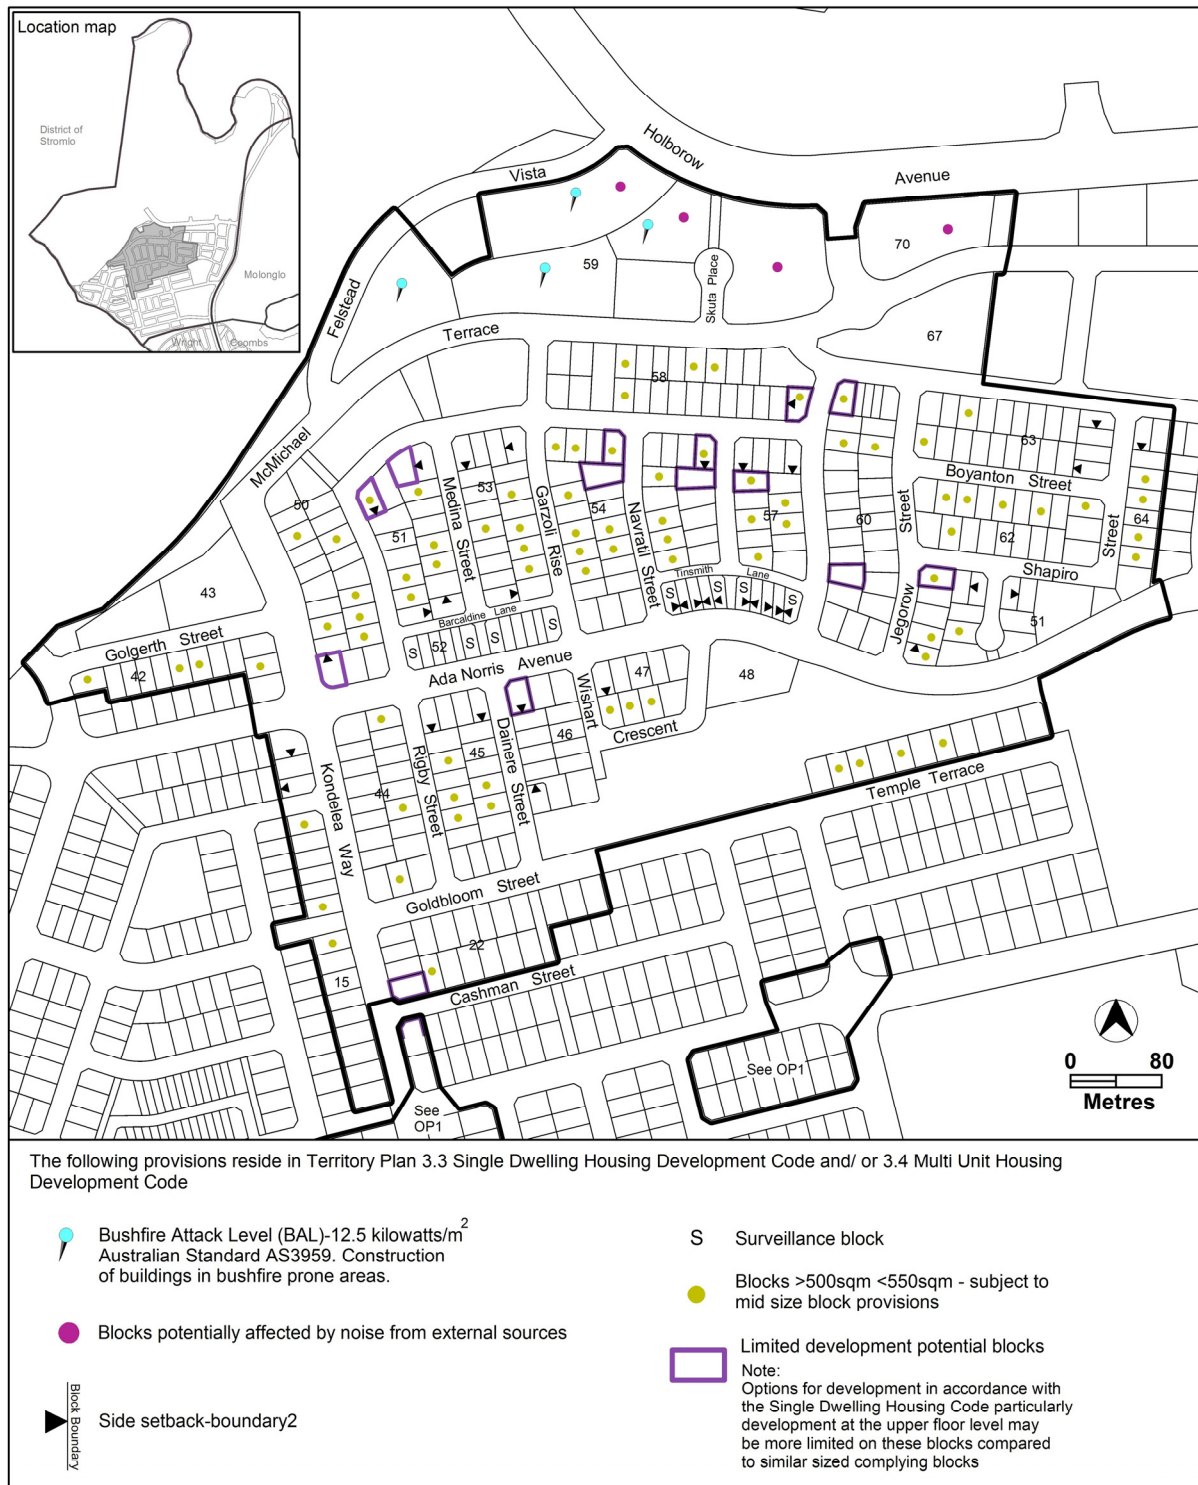 Location map
District of
Stromlo
Molonglo
Wright
Coombs
Holborow
Avenue
Vista
Felstead
Terrace
McMichael
Skuta Place
59
70
67
58
63
Boyanton Street
64
62
Shapiro
Street
Street
Jegorow
51
60
57
Tinsmith Lane
S
S
S
S
Navratil Street
54
Garzoli Rise
53
Medina Street
51
50
43
Golgerth Street
42
Barcaldine Lane
S
52
S
S
S
Ada Norris Avenue
Wishart
Crescent
47
48
46
Dainere Street
45
Rigby Street
44
Kondelea Way
Goldbloom Street
22
Cashman Street
15
Temple Terrace
See OP1
See
OP1
0 80
Metres
The following provisions reside in Territory Plan 3.3 Single Dwelling Housing Development Code and/ or 3.4 Multi Unit Housing
Development Code
Bushfire Attack Level (BAL)-12.5 kilowatts/m2
Australian Standard AS3959. Construction
of buildings in bushfire prone areas.
Blocks potentially affected by noise from external sources
Block Boundary
Side setback-boundary2
S Surveillance block
Blocks >500sqm <550sqm - subject to
mid size block provisions
Limited development potential blocks
Note:
Options for development in accordance with
the Single Dwelling Housing Code particularly
development at the upper floor level may
be more limited on these blocks compared
to similar sized complying blocks